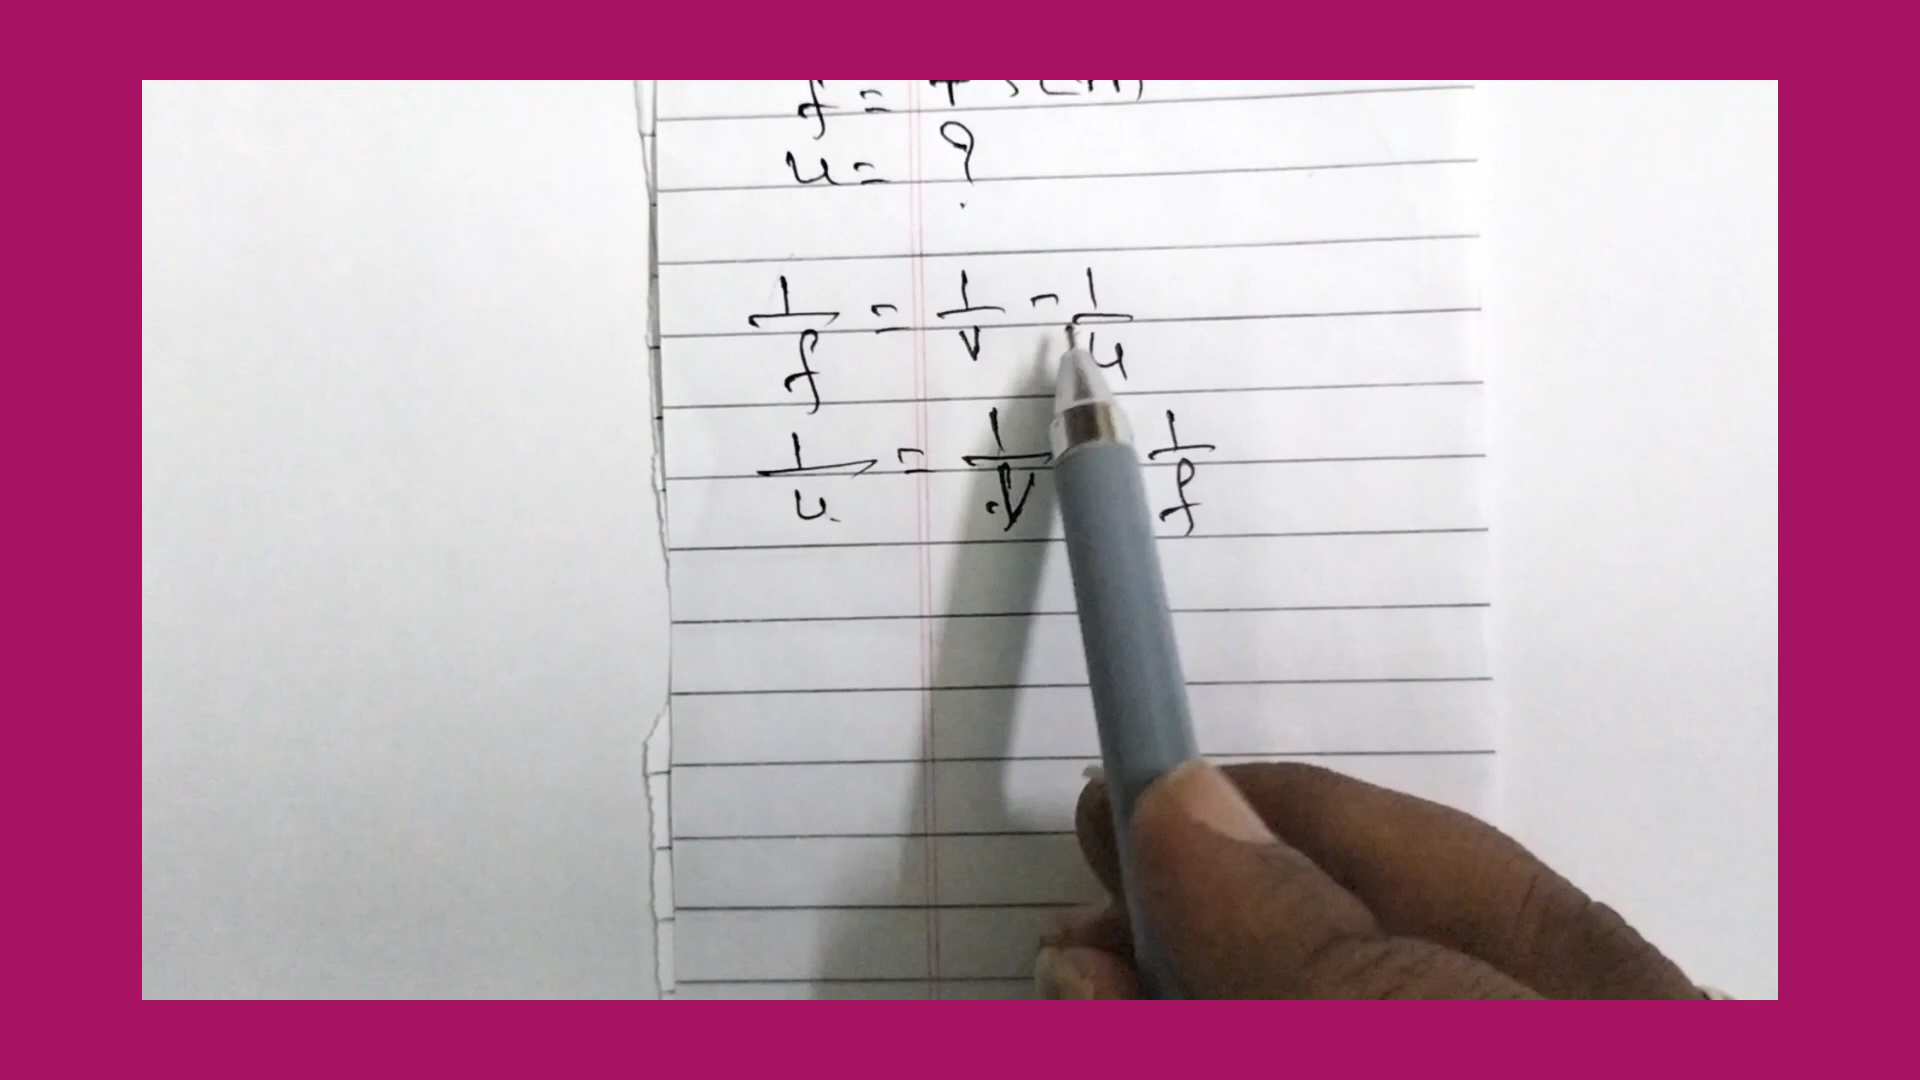 f =
u = ?
1/f = 1/v - 1/u
1/u = 1/v 1/f